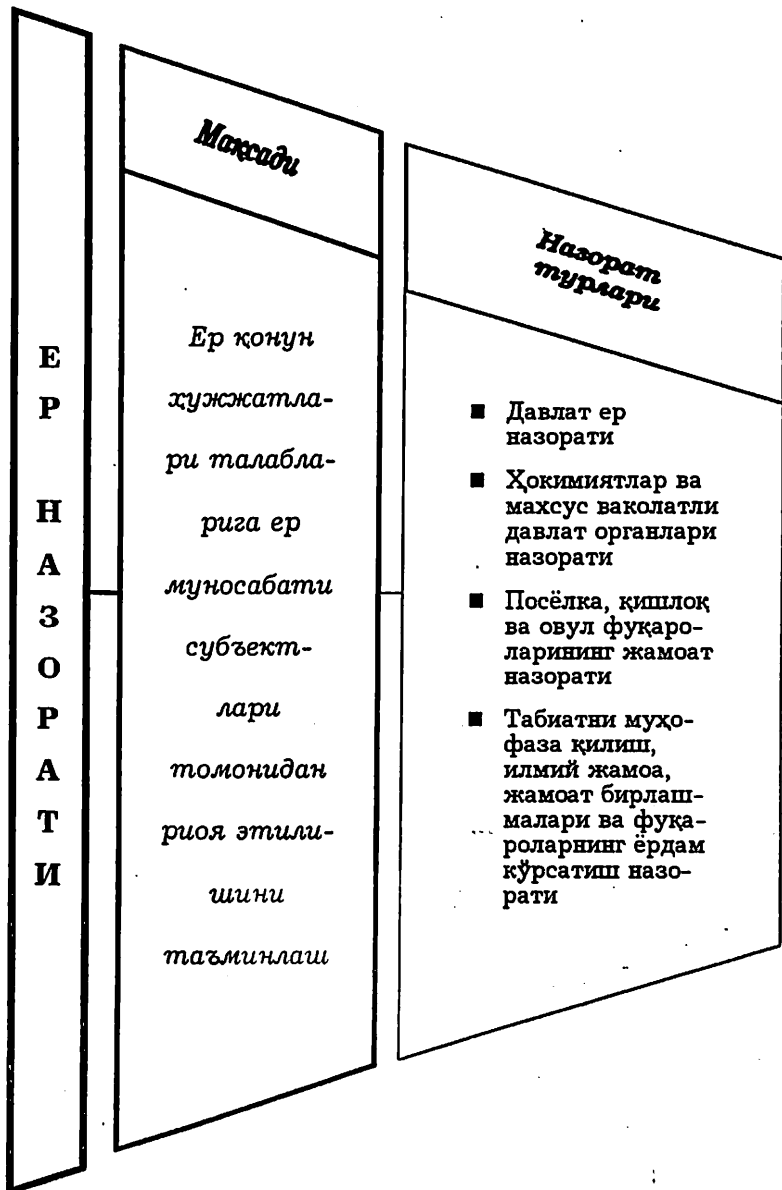 ЕР НАЗОРАТИ
Мақсади
Ер қонун
ҳужжатла-
ри талабла-
рига ер
муносабати
субъект-
лари
томонидан
риоя этили-
шини
таъминлаш
Назорат
турлари
■ Давлат ер
назорати
■ Ҳокимиятлар ва
махсус ваколатли
давлат органлари
назорати
■ Посёлка, қишлоқ
ва овул фуқаро-
ларининг жамоат
назорати
■ Табиатни муҳо-
фаза қилиш,
илмий жамоа,
жамоат бирлаш-
малари ва фуқа-
роларнинг ёрдам
кўрсатиш назо-
рати